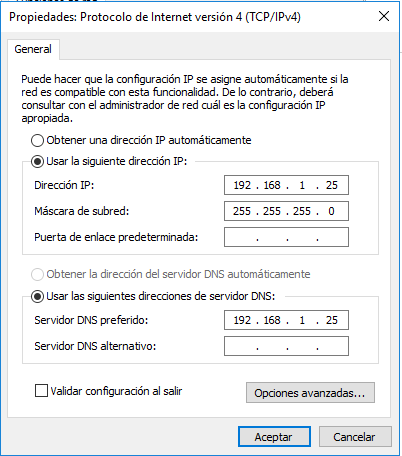 Propiedades: Protocolo de Internet versión 4 (TCP/IPv4)
General
Puede hacer que la configuración IP se asigne automáticamente si la
red es compatible con esta funcionalidad. De lo contrario, deberá
consultar con el administrador de red cuál es la configuración IP
apropiada.
Obtener una dirección IP automáticamente
Usar la siguiente dirección IP:
Dirección IP: 192 . 168 . 1 . 25
Máscara de subred: 255 . 255 . 255 . 0
Puerta de enlace predeterminada: . . .
Obtener la dirección del servidor DNS automáticamente
Usar las siguientes direcciones de servidor DNS:
Servidor DNS preferido: 192 . 168 . 1 . 25
Servidor DNS alternativo: . . .
Validar configuración al salir
Opciones avanzadas...
Aceptar Cancelar